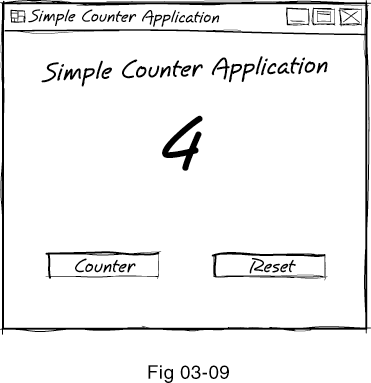 Simple Counter Application
Simple Counter Application
4
Counter
Reset
Fig 03-09